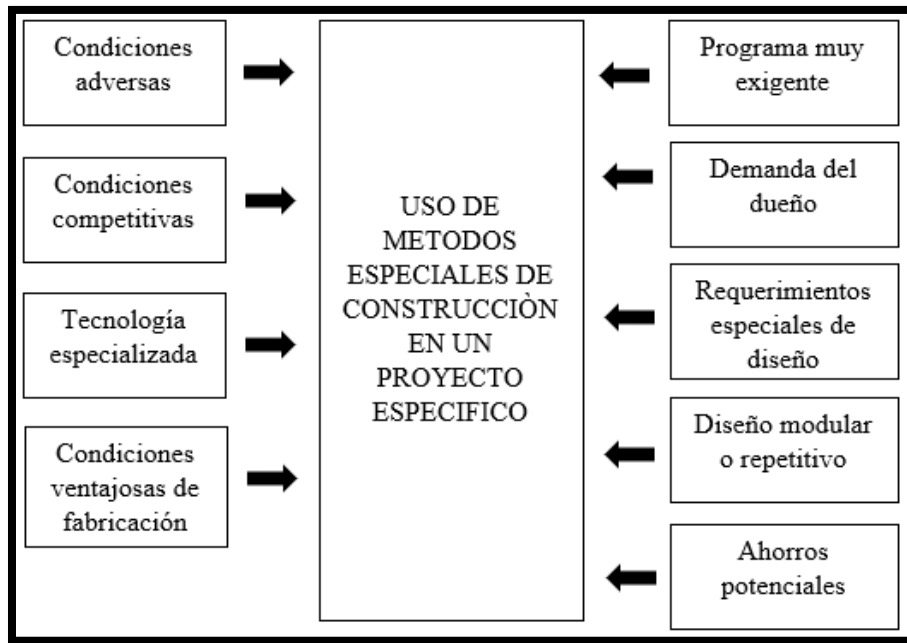 Condiciones
adversas
Condiciones
competitivas
Tecnología
especializada
Condiciones
ventajosas de
fabricación
USO DE
METODOS
ESPECIALES DE
CONSTRUCCIÒN
EN UN
PROYECTO
ESPECIFICO
Programa muy
exigente
Demanda del
dueño
Requerimientos
especiales de
diseño
Diseño modular
o repetitivo
Ahorros
potenciales